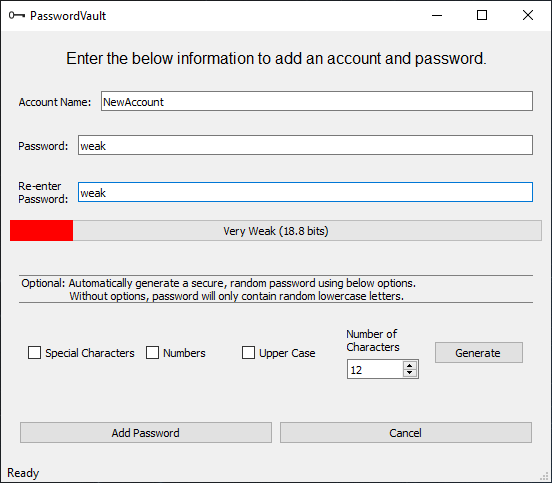 PasswordVault
Enter the below information to add an account and password.
Account Name: NewAccount
Password: weak
Re-enter
Password: weak
Very Weak (18.8 bits)
Optional: Automatically generate a secure, random password using below options.
Without options, password will only contain random lowercase letters.
Special Characters Numbers Upper Case
Number of
Characters
12
Generate
Add Password Cancel
Ready